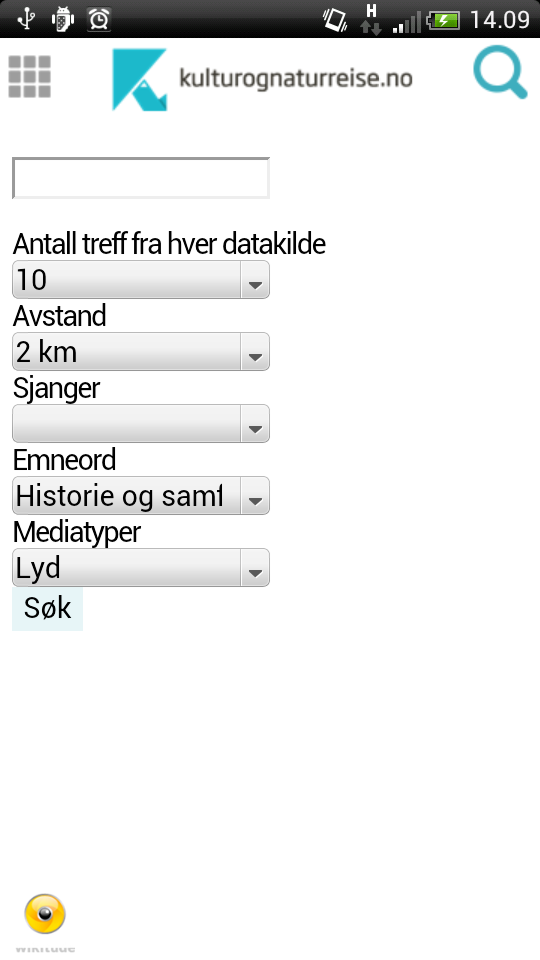 H
14.09
kulturognaturreise.no
Antall treff fra hver datakilde
10
Avstand
2 km
Sjanger
Emneord
Historie og samf
Mediatyper
Lyd
Søk
wikitude